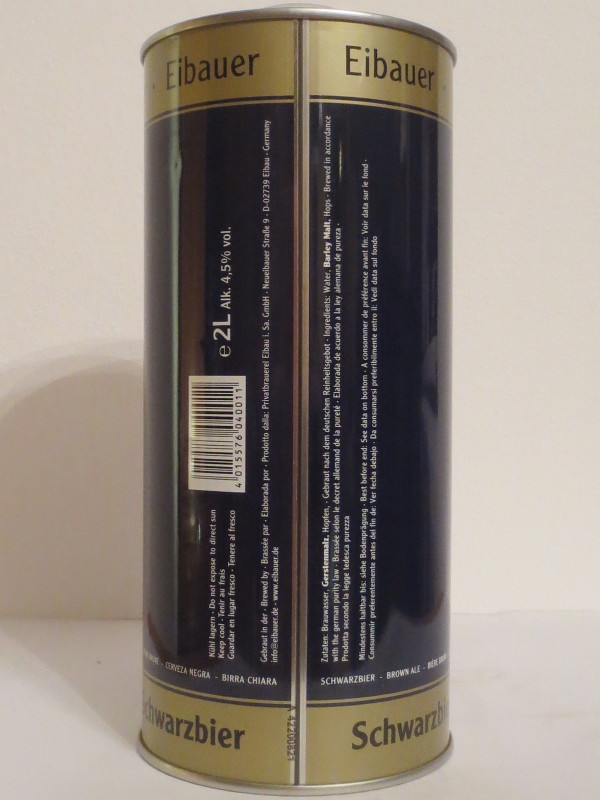 Eibauer
Eibauer
e 2L Alk. 4,5% vol.
4 015576 040011
Kühl lagern · Do not expose to direct sun
Keep cool · Tenir au frais
Guardar en lugar fresco · Tenere al fresco
Gebraut in der · Brewed by · Brassée par · Elaborada por · Prodotto dalla: Privatbrauerei Eibau i. Sa. GmbH · Neueibauer Straße 9 · D-02739 Eibau · Germany
info@eibauer.de · www.eibauer.de
Zutaten: Brauwasser, Gerstenmalz, Hopfen, · Gebraut nach dem deutschen Reinheitsgebot · Ingredients: Water, Barley Malt, Hops · Brewed in accordance
with the german purity law · Brassée selon le decret allemand de la pureté · Elaborada de acuerdo a la ley alemana de pureza ·
Prodotta secondo la legge tedesca purezza
Mindestens haltbar bis: siehe Bodenprägung · Best before end: See data on bottom · A consommer de préférence avant fin: Voir data sur le fond ·
Consummir preferentemente antes del fin de: Ver fecha debajo · Da consumarsi preferibilmente entro il: Vedi data sul fondo
- CERVEZA NEGRA - BIRRA CHIARA
SCHWARZBIER - BROWN ALE - BIÈRE
Schwarzbier
A 42200821
Schwarzbi